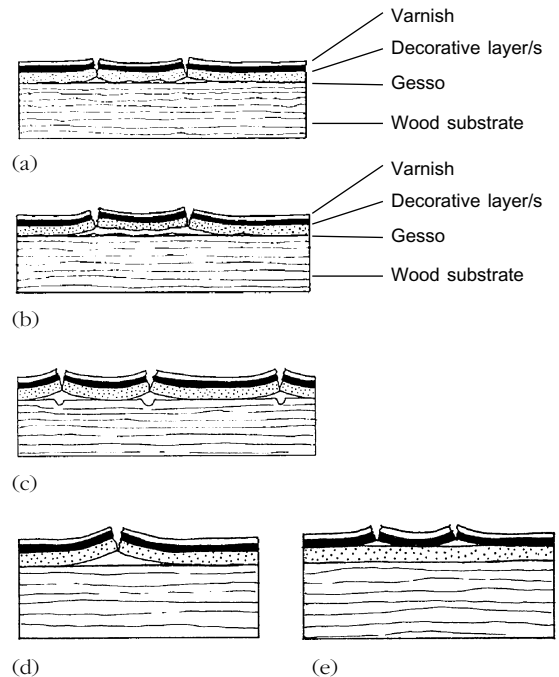 Varnish
Decorative layer/s
Gesso
Wood substrate
(a)
Varnish
Decorative layer/s
Gesso
Wood substrate
(b)
(c)
(d) (e)